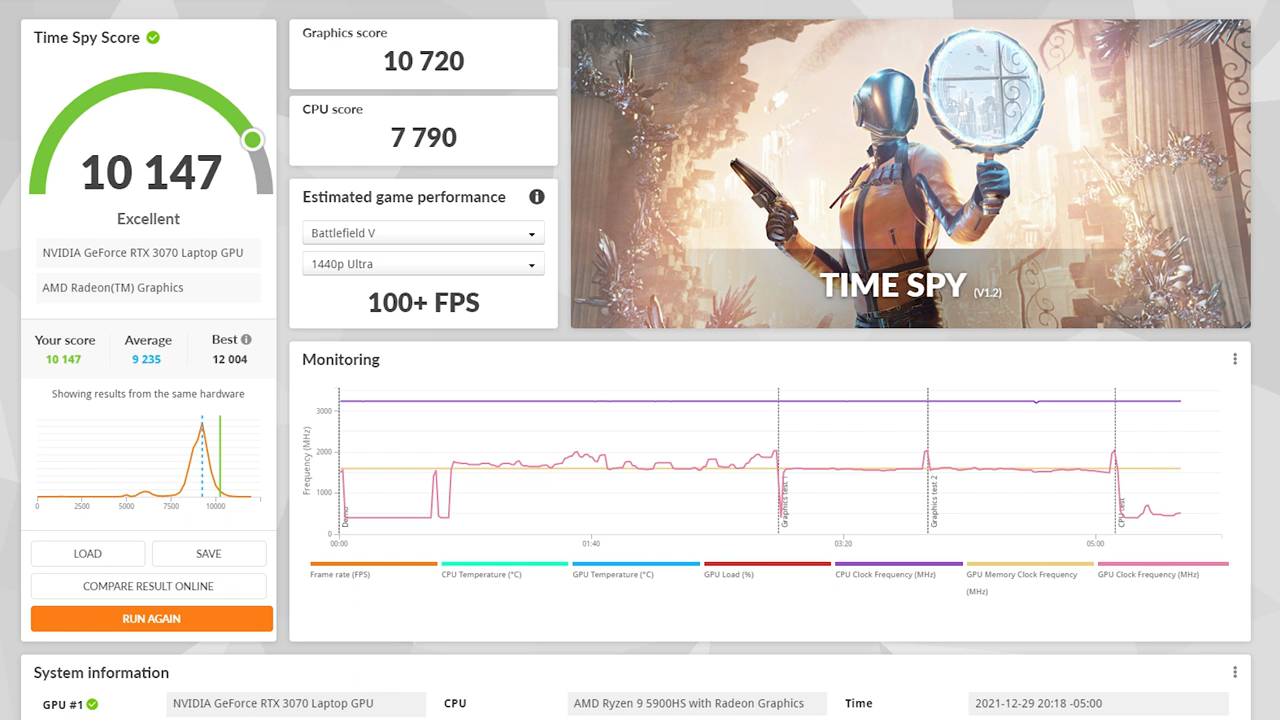 Time Spy Score
10 147
Excellent
NVIDIA GeForce RTX 3070 Laptop GPU
AMD Radeon(TM) Graphics
Your score Average Best
10 147 9 235 12 004
Showing results from the same hardware
0 2500 5000 7500 10000
LOAD SAVE
COMPARE RESULT ONLINE
RUN AGAIN
Graphics score
10 720
CPU score
7 790
Estimated game performance
Battlefield V
1440p Ultra
100+ FPS
TIME SPY (V1.2)
Monitoring
Frequency (MHz)
3000
2000
1000
0
Demo
Graphics test 1
Graphics test 2
CPU test
00:00 01:40 03:20 05:00
Frame rate (FPS) CPU Temperature (°C) GPU Temperature (°C) GPU Load (%) CPU Clock Frequency (MHz) GPU Memory Clock Frequency GPU Clock Frequency (MHz)
(MHz)
System information
GPU #1 NVIDIA GeForce RTX 3070 Laptop GPU CPU AMD Ryzen 9 5900HS with Radeon Graphics Time 2021-12-29 20:18 -05:00